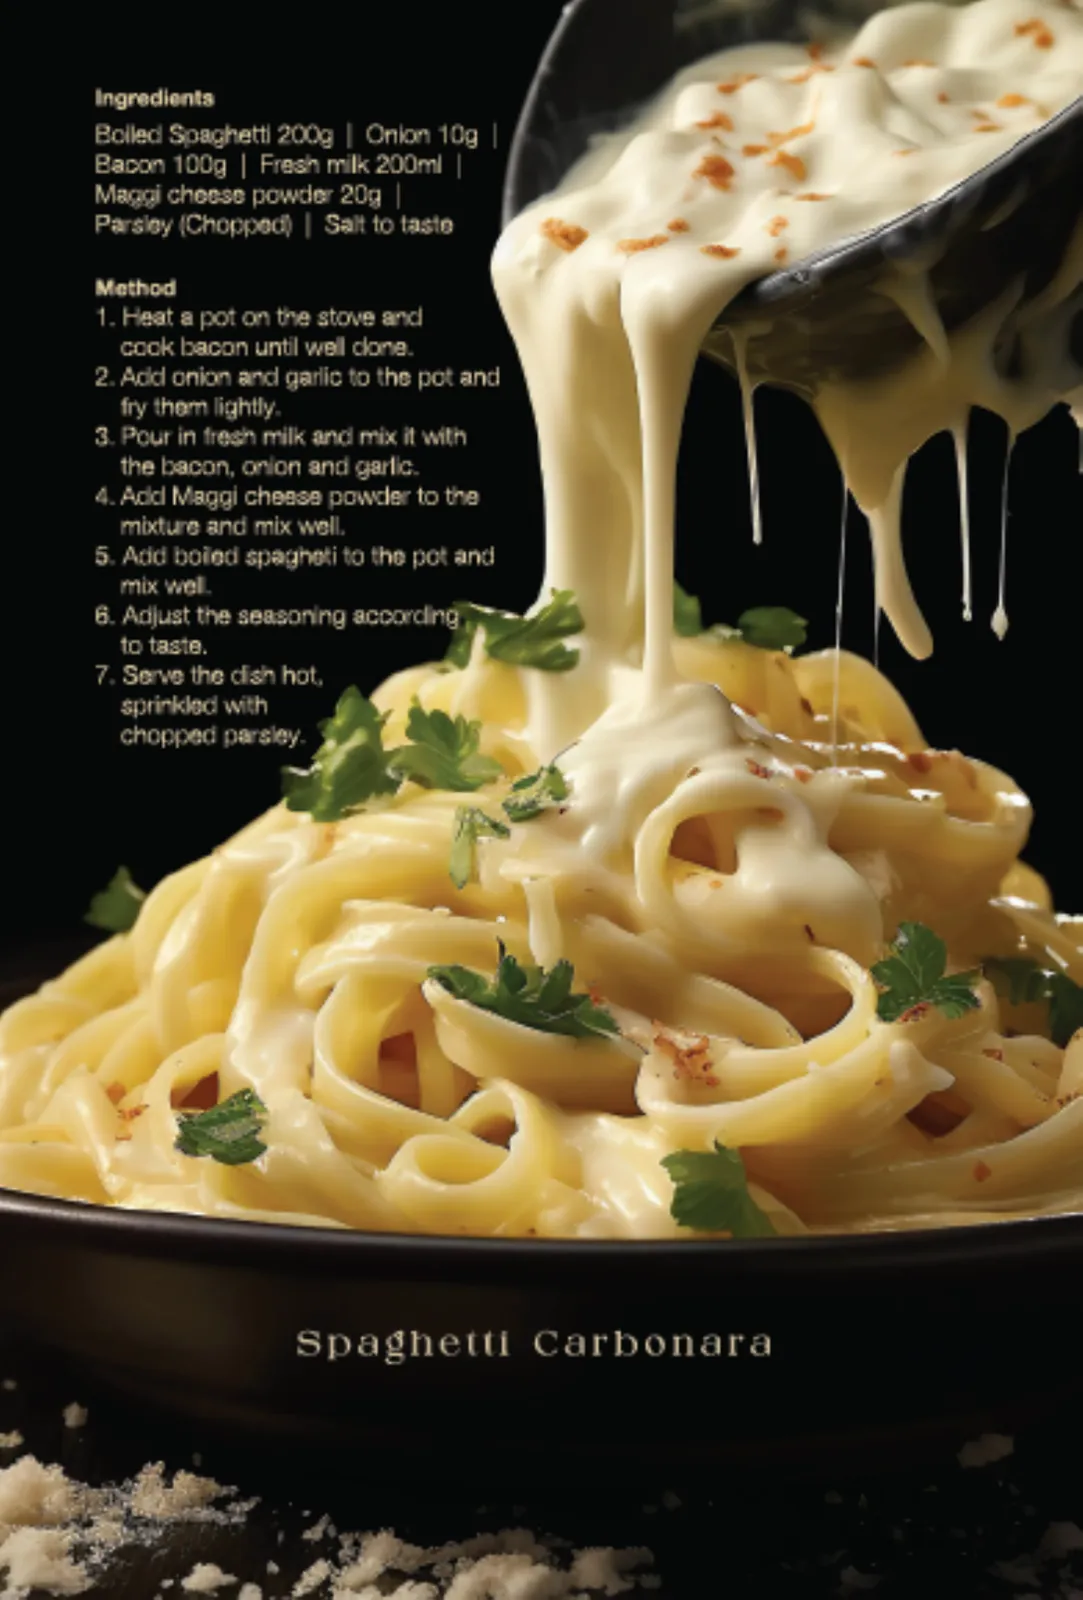 Ingredients
Boiled Spaghetti 200g | Onion 10g |
Bacon 100g | Fresh milk 200ml |
Maggi cheese powder 20g |
Parsley (Chopped) | Salt to taste
Method
1. Heat a pot on the stove and
cook bacon until well done.
2. Add onion and garlic to the pot and
fry them lightly.
3. Pour in fresh milk and mix it with
the bacon, onion and garlic.
4. Add Maggi cheese powder to the
mixture and mix well.
5. Add boiled spagheti to the pot and
mix well.
6. Adjust the seasoning according
to taste.
7. Serve the dish hot,
sprinkled with
chopped parsley.
Spaghetti Carbonara